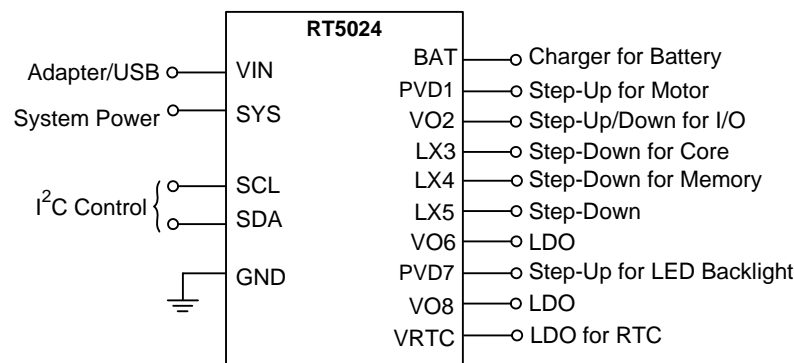 RT5024
Adapter/USB VIN
System Power SYS
I²C Control SCL
SDA
GND
BAT Charger for Battery
PVD1 Step-Up for Motor
VO2 Step-Up/Down for I/O
LX3 Step-Down for Core
LX4 Step-Down for Memory
LX5 Step-Down
VO6 LDO
PVD7 Step-Up for LED Backlight
VO8 LDO
VRTC LDO for RTC